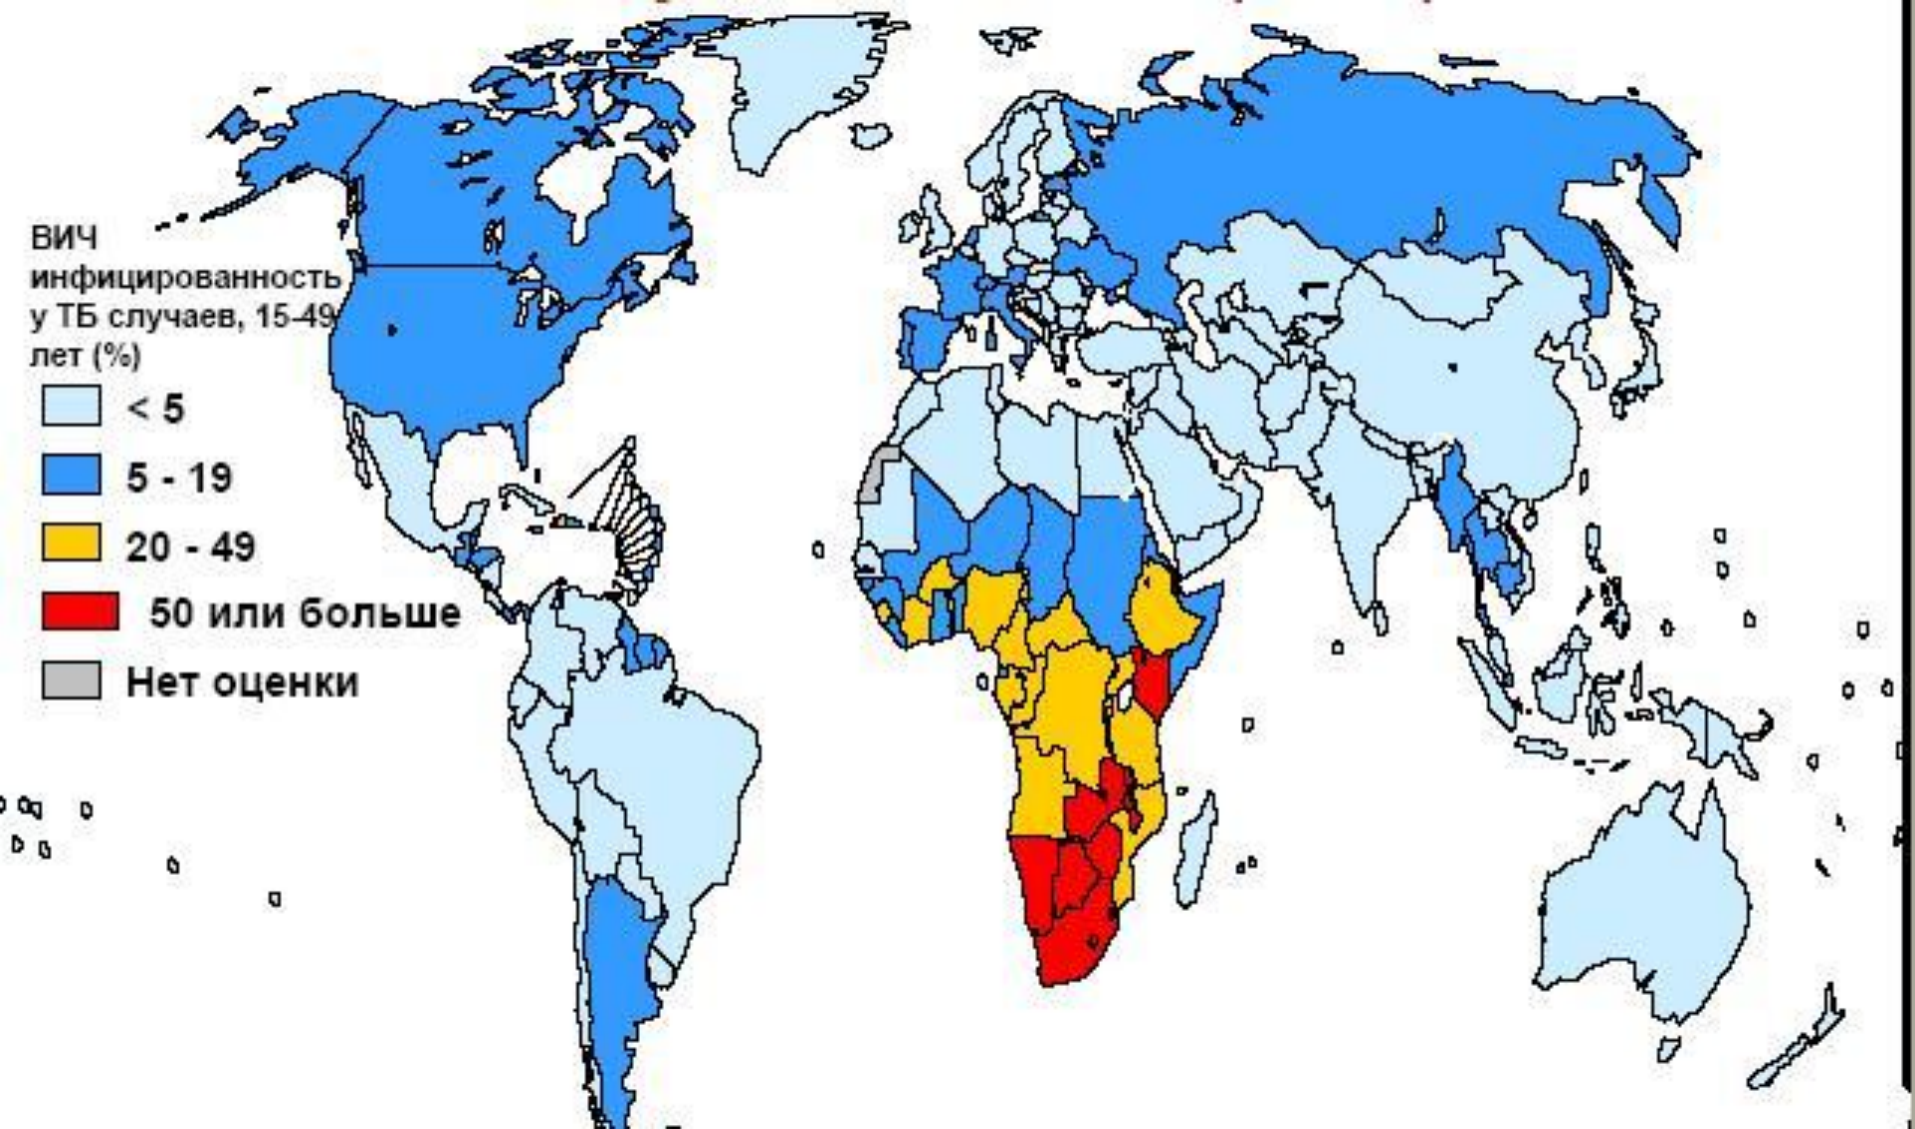 ВИЧ
инфицированность
у ТБ случаев, 15-49
лет (%)
< 5
5 - 19
20 - 49
50 или больше
Нет оценки